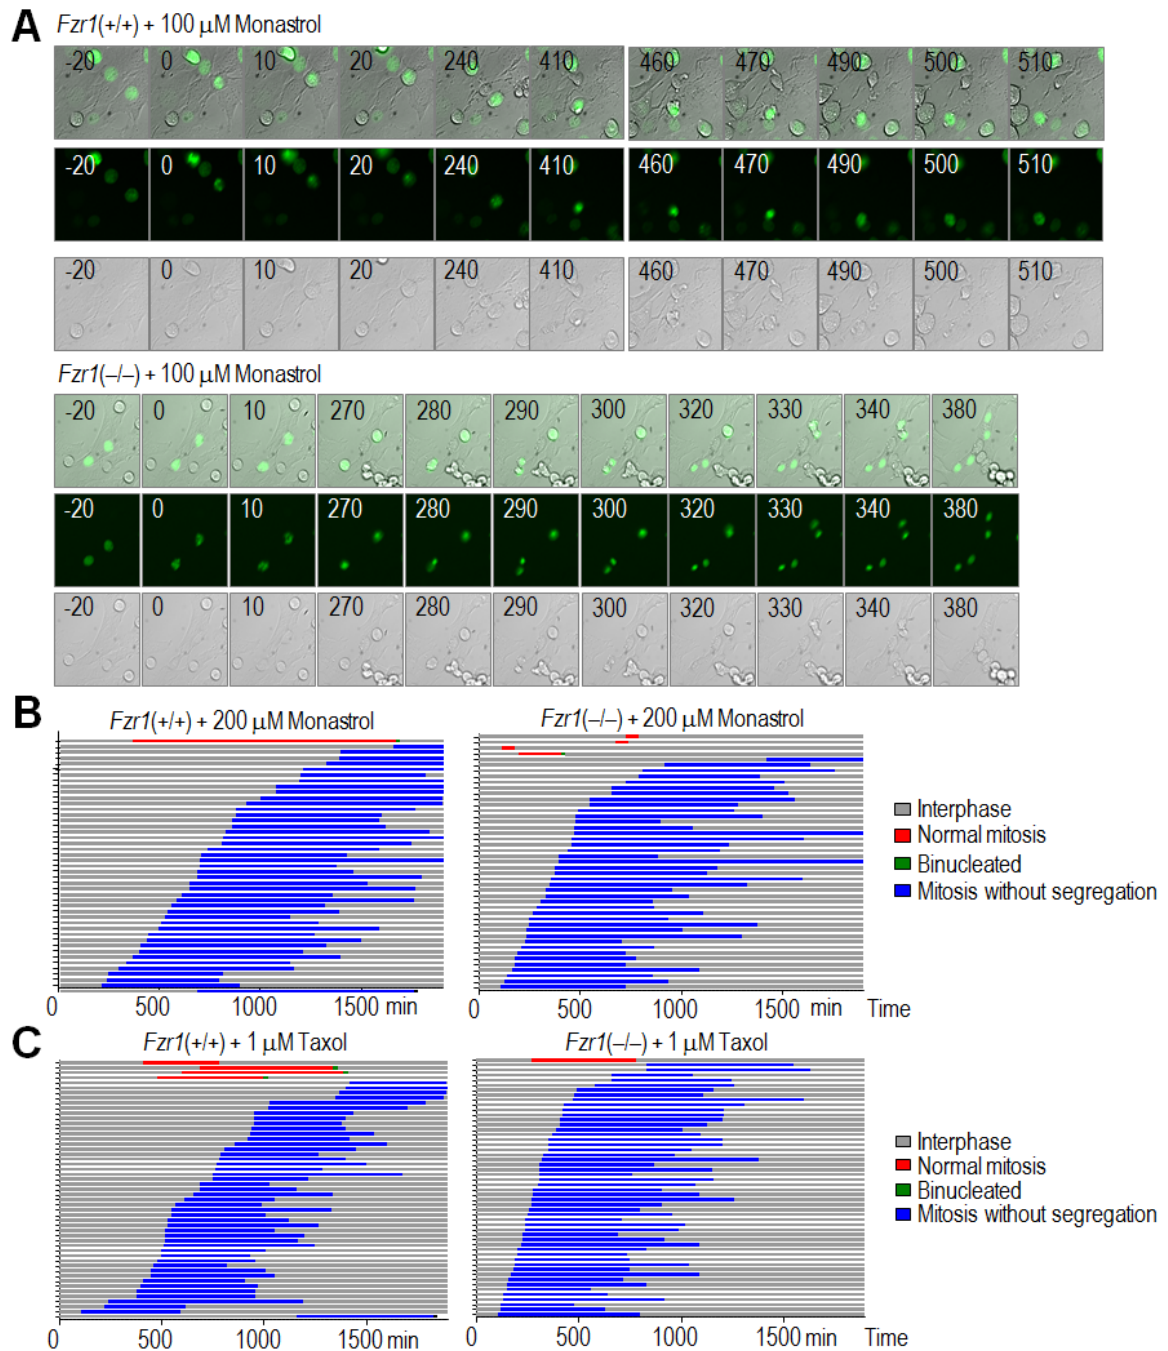 A
Fzr1(+/+) + 100 µM Monastrol
-20 0 10 20 240 410 460 470 490 500 510
-20 0 10 20 240 410 460 470 490 500 510
-20 0 10 20 240 410 460 470 490 500 510
Fzr1(–/–) + 100 µM Monastrol
-20 0 10 270 280 290 300 320 330 340 380
-20 0 10 270 280 290 300 320 330 340 380
-20 0 10 270 280 290 300 320 330 340 380
B
Fzr1(+/+) + 200 µM Monastrol
Fzr1(–/–) + 200 µM Monastrol
Interphase
Normal mitosis
Binucleated
Mitosis without segregation
0 500 1000 1500 min
0 500 1000 1500 min Time
C
Fzr1(+/+) + 1 µM Taxol
Fzr1(–/–) + 1 µM Taxol
Interphase
Normal mitosis
Binucleated
Mitosis without segregation
0 500 1000 1500 min
0 500 1000 1500 min Time